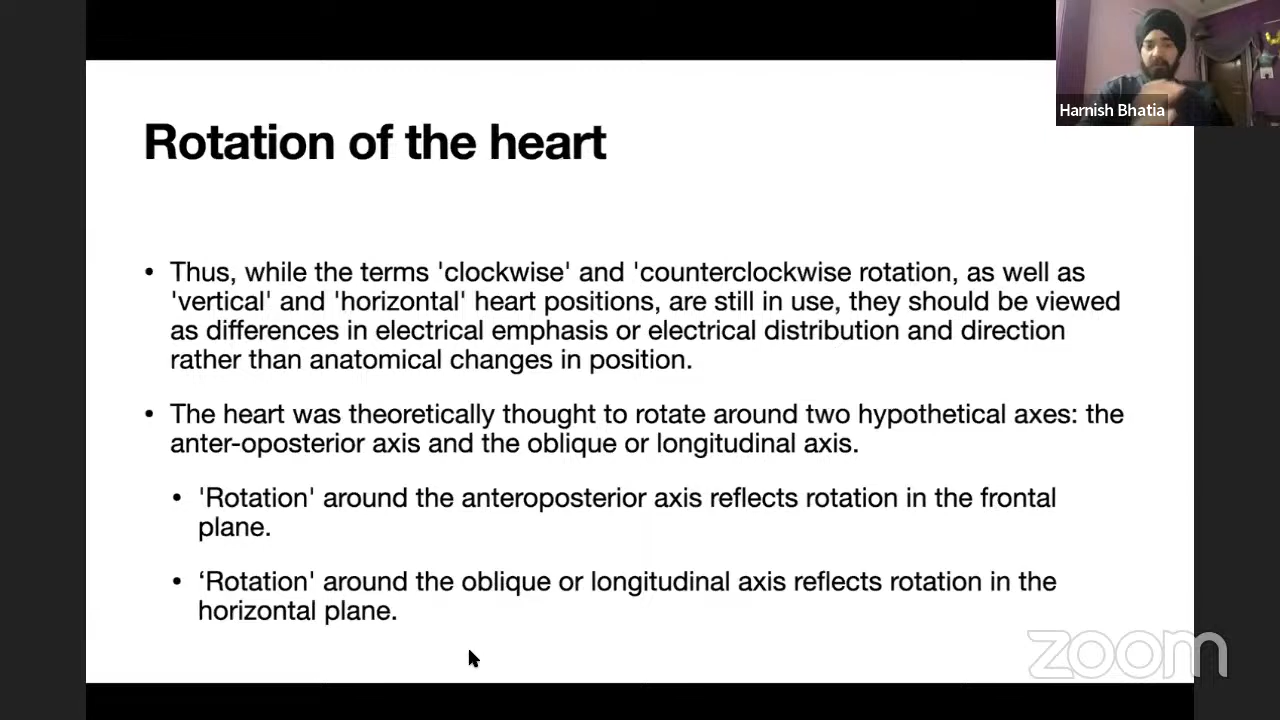 Harnish Bhatia
Rotation of the heart
• Thus, while the terms 'clockwise' and 'counterclockwise rotation, as well as
'vertical' and 'horizontal' heart positions, are still in use, they should be viewed
as differences in electrical emphasis or electrical distribution and direction
rather than anatomical changes in position.
• The heart was theoretically thought to rotate around two hypothetical axes: the
anter-oposterior axis and the oblique or longitudinal axis.
• 'Rotation' around the anteroposterior axis reflects rotation in the frontal
plane.
• ‘Rotation' around the oblique or longitudinal axis reflects rotation in the
horizontal plane.
zoom